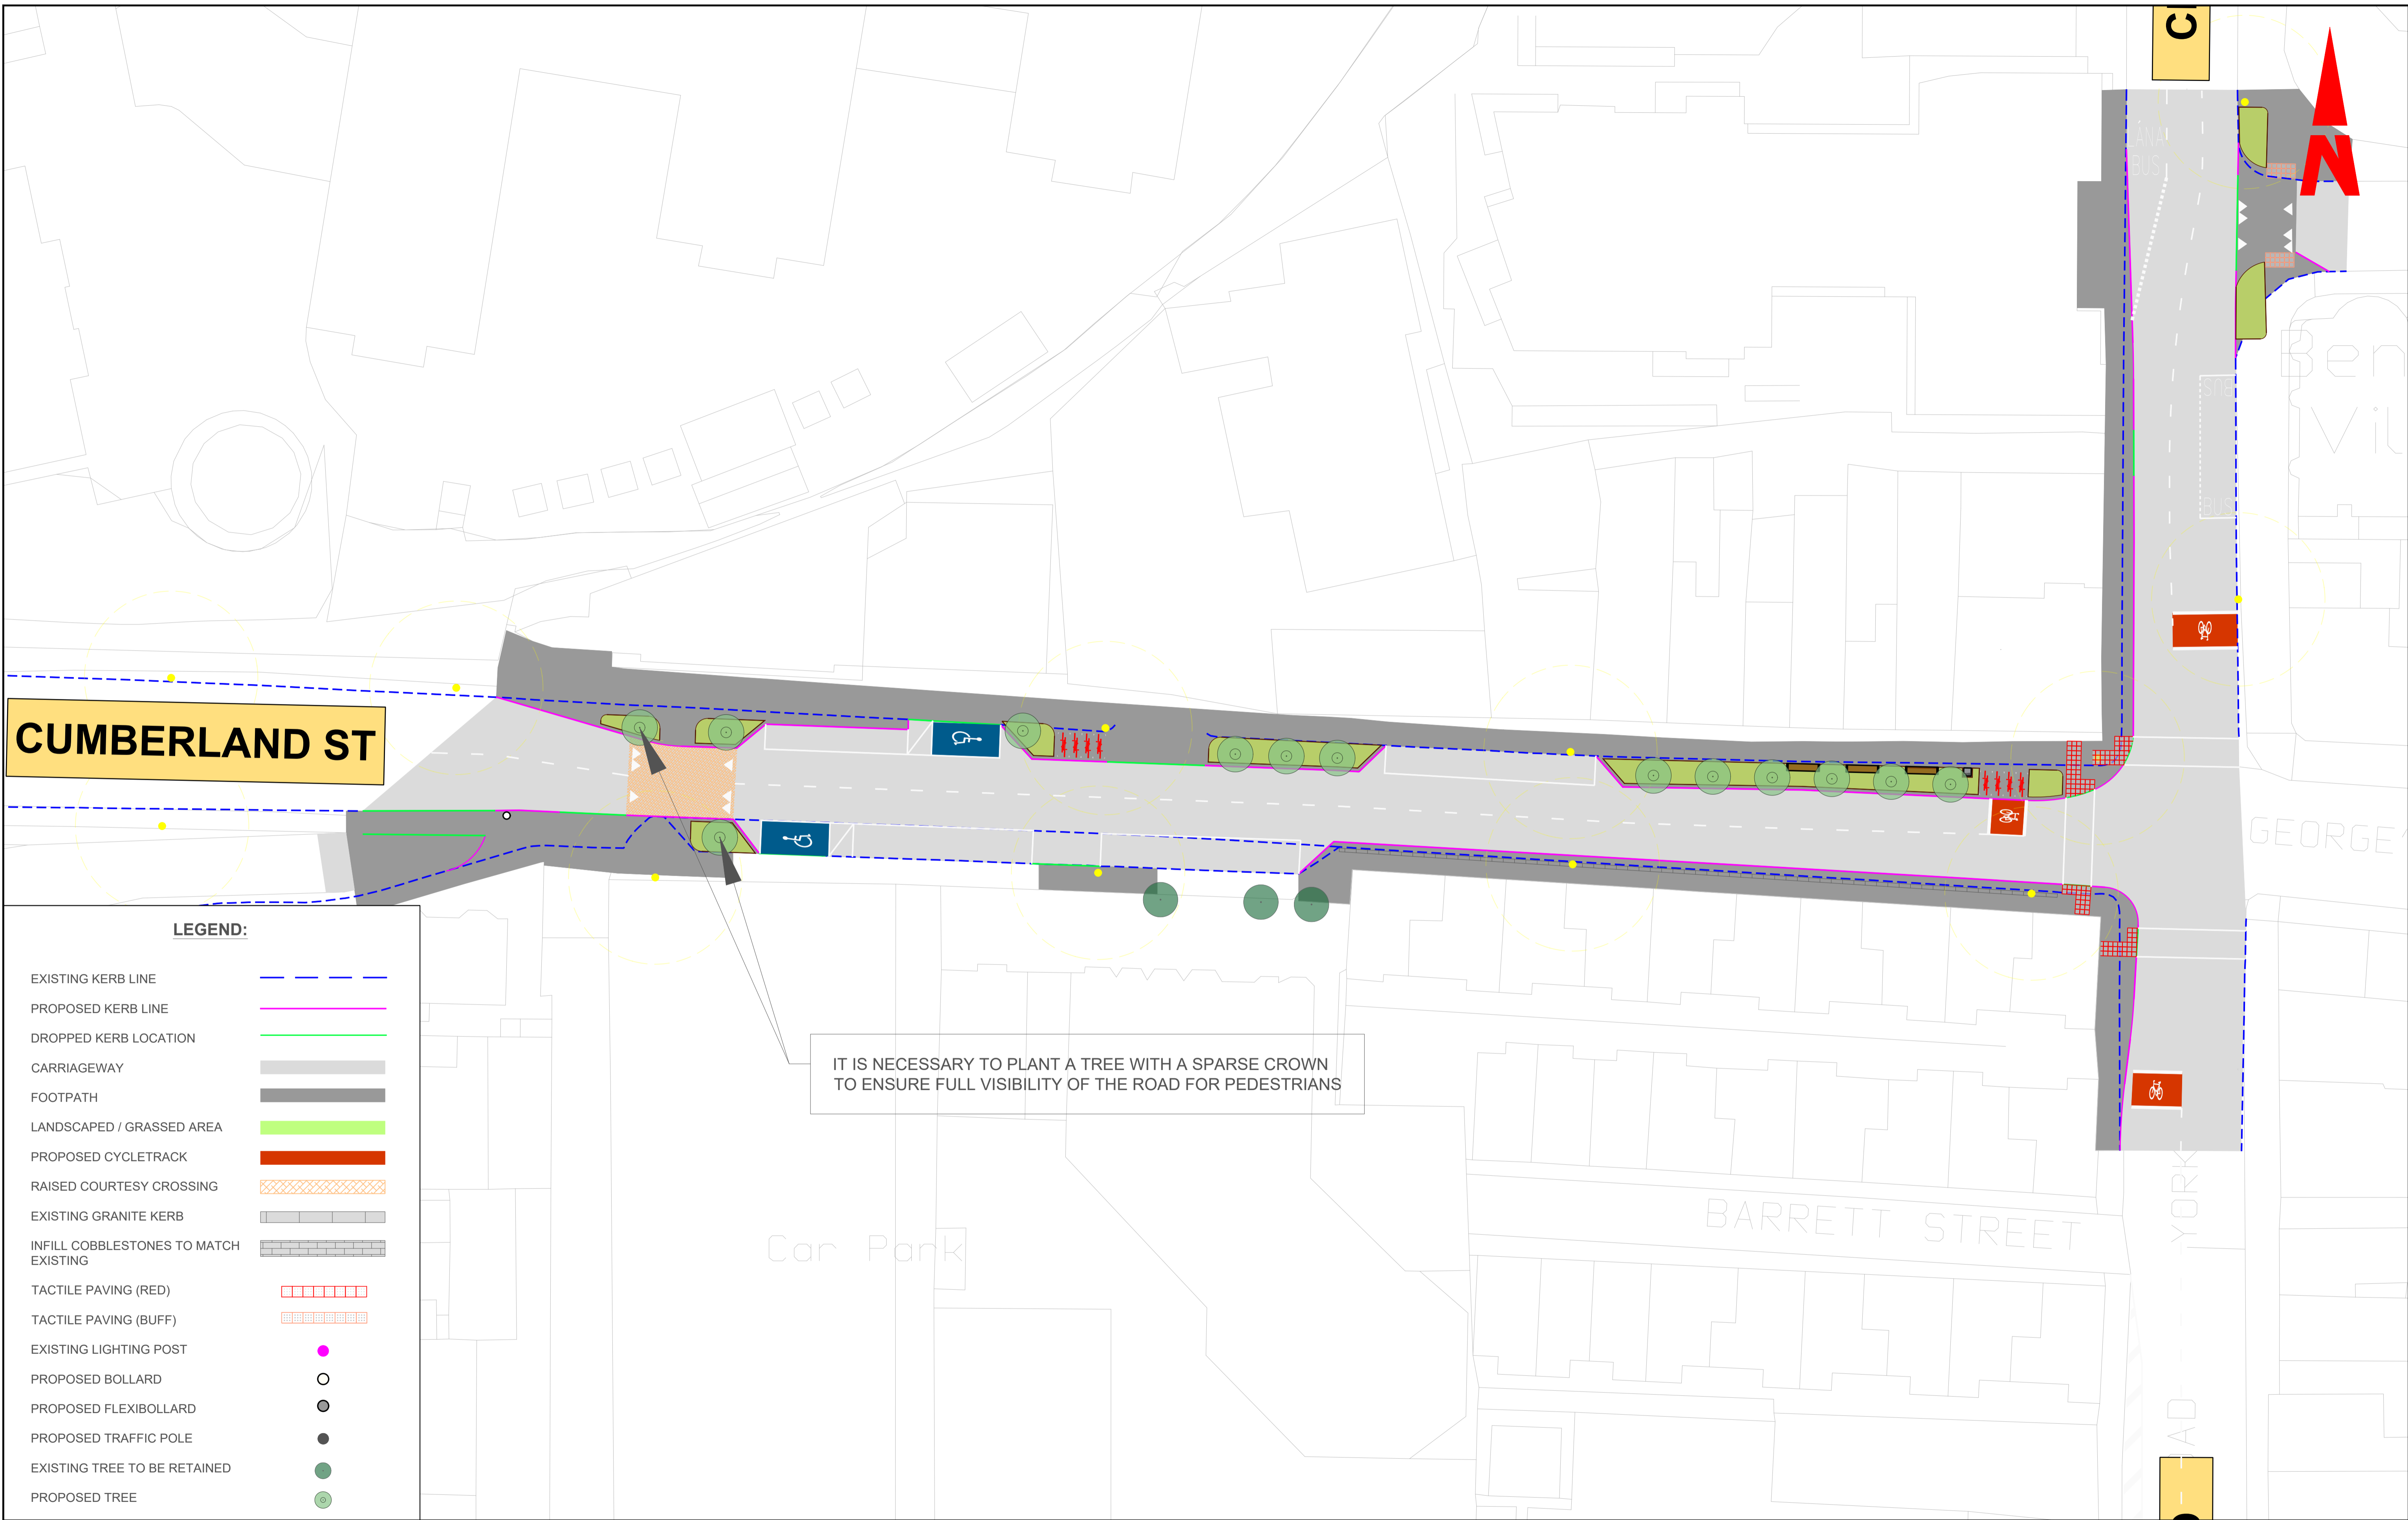 N
LÁNA
BUS
BUS
CUMBERLAND ST
GEORGE
LEGEND:
EXISTING KERB LINE
PROPOSED KERB LINE
DROPPED KERB LOCATION
CARRIAGEWAY
FOOTPATH
LANDSCAPED / GRASSED AREA
PROPOSED CYCLETRACK
RAISED COURTESY CROSSING
EXISTING GRANITE KERB
INFILL COBBLESTONES TO MATCH
EXISTING
TACTILE PAVING (RED)
TACTILE PAVING (BUFF)
EXISTING LIGHTING POST
PROPOSED BOLLARD
PROPOSED FLEXIBOLLARD
PROPOSED TRAFFIC POLE
EXISTING TREE TO BE RETAINED
PROPOSED TREE
IT IS NECESSARY TO PLANT A TREE WITH A SPARSE CROWN
TO ENSURE FULL VISIBILITY OF THE ROAD FOR PEDESTRIANS
Car Park
BARRETT STREET
YORK